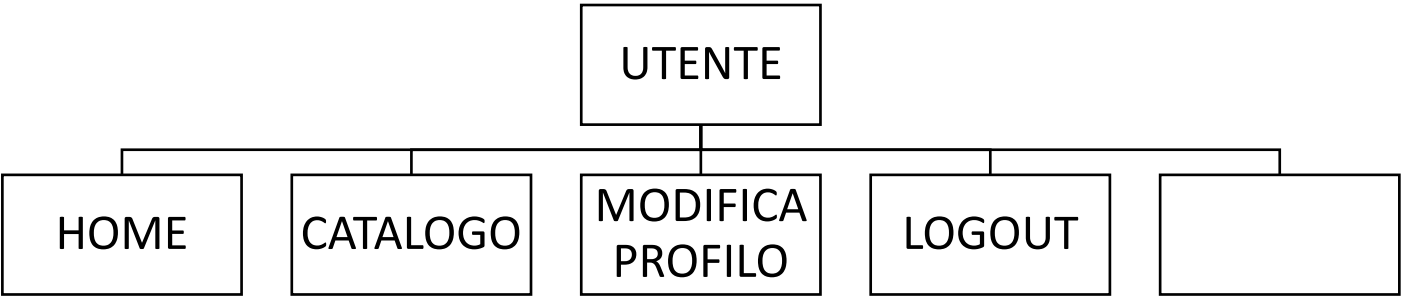 UTENTE
HOME
CATALOGO
MODIFICA
PROFILO
LOGOUT